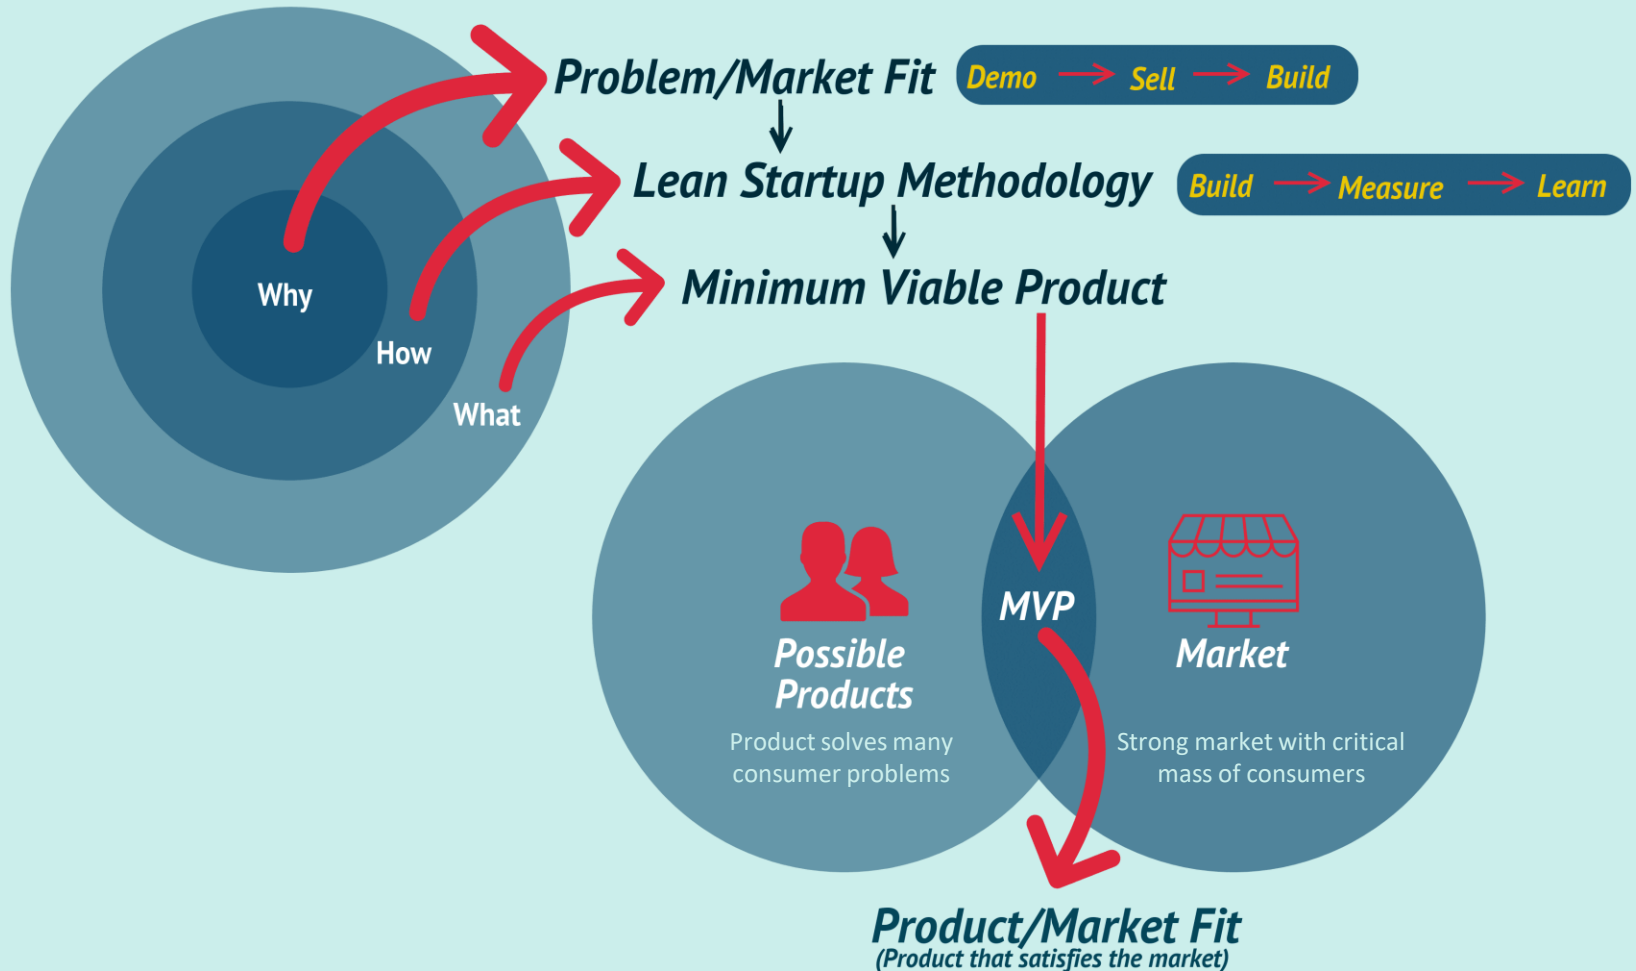 Problem/Market Fit
Demo
Sell
Build
Lean Startup Methodology
Build
Measure
Learn
Minimum Viable Product
Why
How
What
MVP
Possible
Products
Product solves many
consumer problems
Market
Strong market with critical
mass of consumers
Product/Market Fit
(Product that satisfies the market)